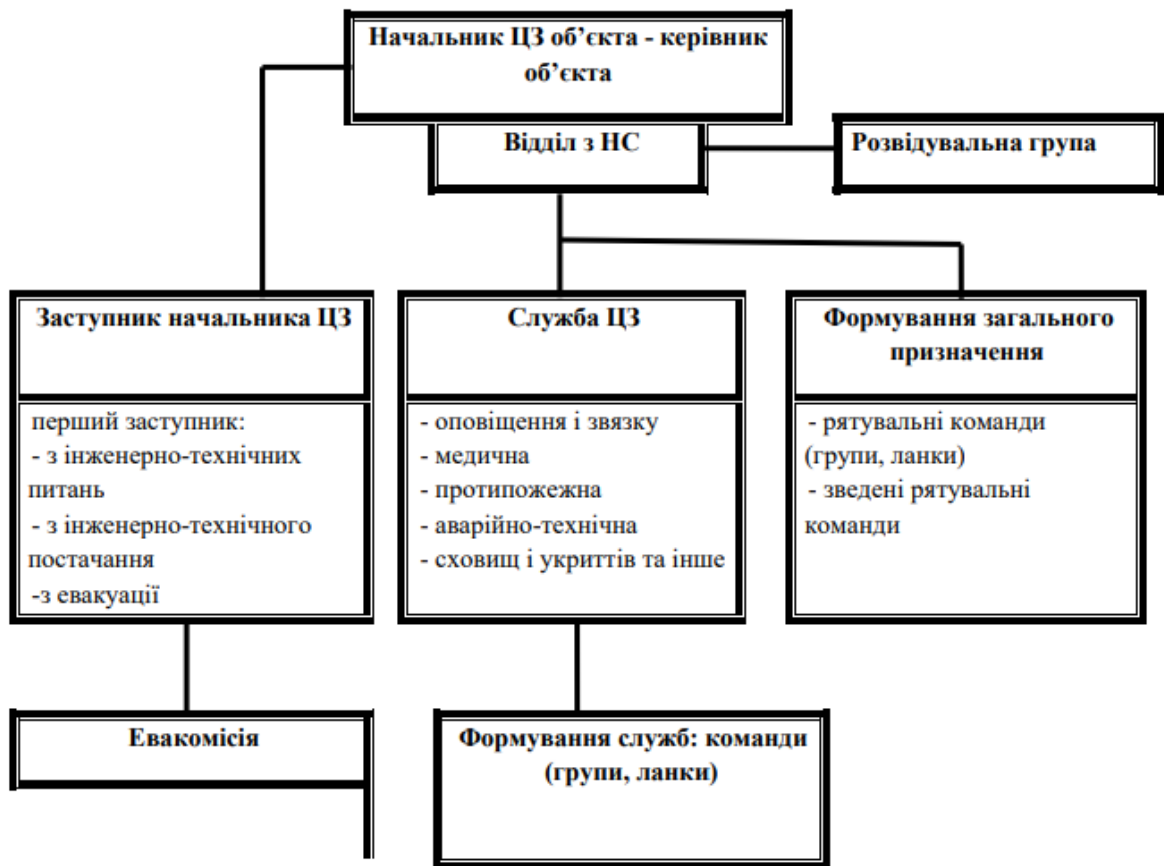 Начальник ЦЗ об’єкта - керівник
об’єкта
Відділ з НС
Розвідувальна група
Заступник начальника ЦЗ
перший заступник:
- з інженерно-технічних
питань
- з інженерно-технічного
постачання
-з евакуації
Служба ЦЗ
- оповіщення і звязку
- медична
- протипожежна
- аварійно-технічна
- сховищ і укриттів та інше
Формування загального
призначення
- рятувальні команди
(групи, ланки)
- зведені рятувальні
команди
Евакомісія
Формування служб: команди
(групи, ланки)